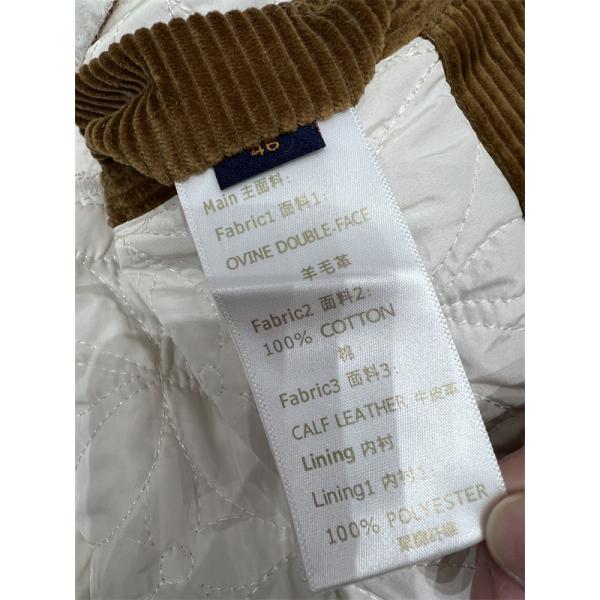 46
Main 主面料:
Fabric1 面料1:
OVINE DOUBLE-FACE
羊毛革
Fabric2 面料2:
100% COTTON
棉
Fabric3 面料3:
CALF LEATHER 牛皮革
Lining 内衬
Lining1 内衬1:
100% POLYESTER
聚酯纤维